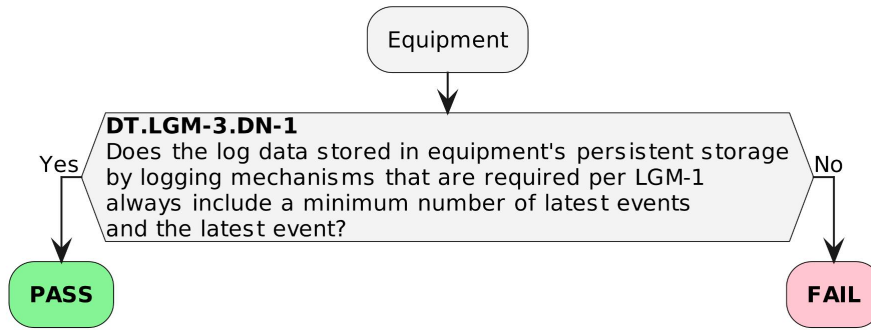 Equipment
DT.LGM-3.DN-1
Does the log data stored in equipment's persistent storage
by logging mechanisms that are required per LGM-1
always include a minimum number of latest events
and the latest event?
Yes
No
PASS
FAIL